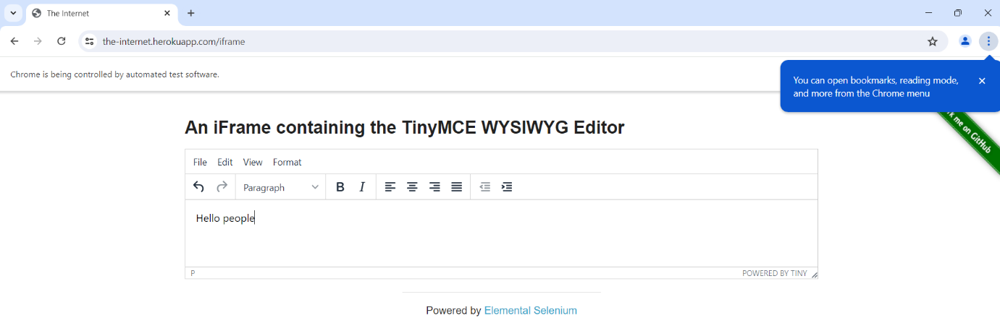 The Internet
the-internet.herokuapp.com/iframe
Chrome is being controlled by automated test software.
You can open bookmarks, reading mode,
and more from the Chrome menu
me on GitHub
An iFrame containing the TinyMCE WYSIWYG Editor
File Edit View Format
Paragraph B I
Hello people
P POWERED BY TINY
Powered by Elemental Selenium